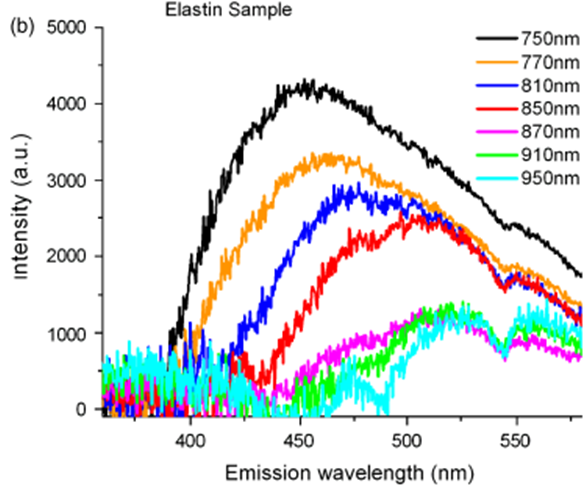 Elastin Sample
(b)
5000
4000
3000
2000
1000
0
intensity (a.u.)
750nm
770nm
810nm
850nm
870nm
910nm
950nm
400 450 500 550
Emission wavelength (nm)